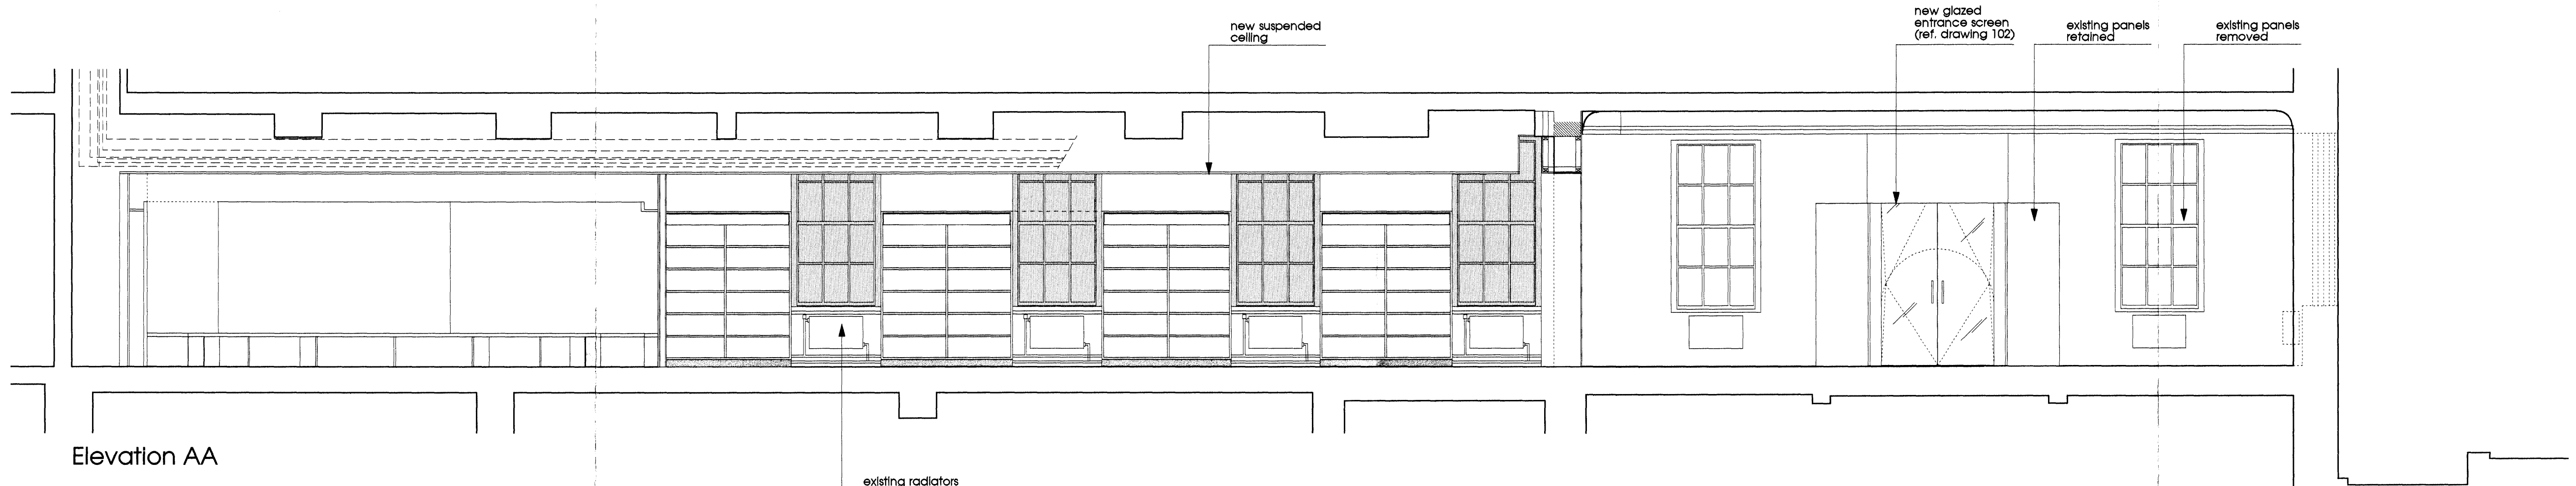 new suspended
ceiling
new glazed
entrance screen
(ref. drawing 102)
existing panels
retained
existing panels
removed
Elevation AA
existing radiators